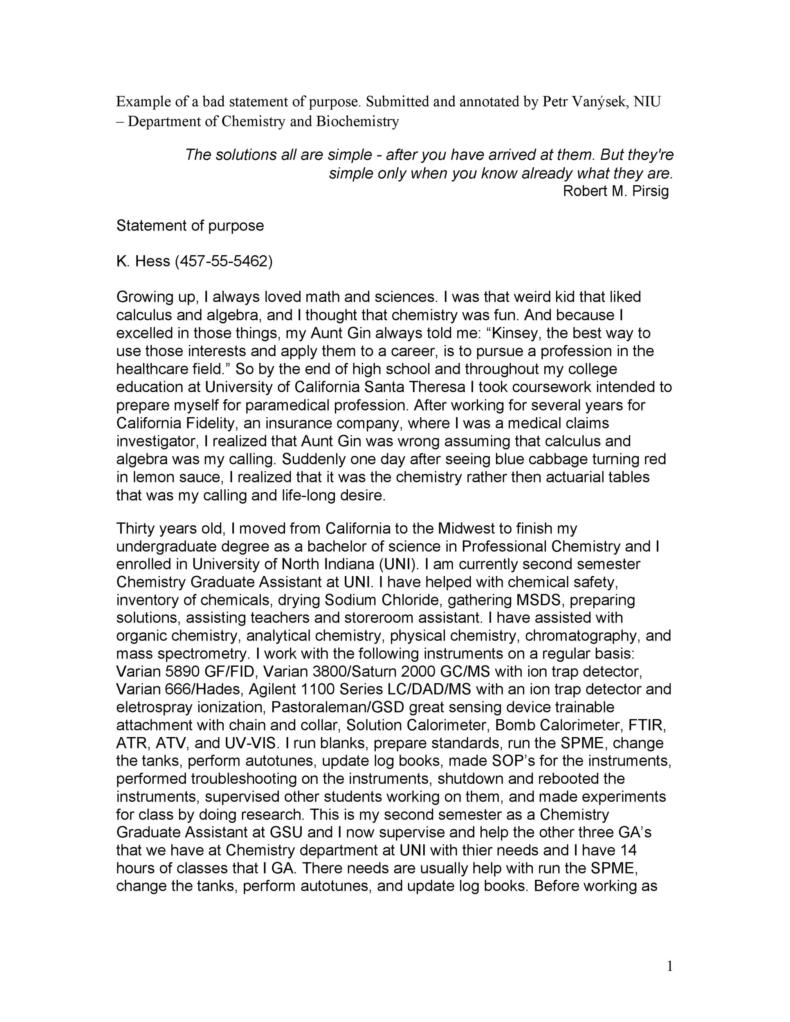 Example of a bad statement of purpose. Submitted and annotated by Petr Vanýsek, NIU
– Department of Chemistry and Biochemistry
The solutions all are simple - after you have arrived at them. But they're
simple only when you know already what they are.
Robert M. Pirsig
Statement of purpose
K. Hess (457-55-5462)
Growing up, I always loved math and sciences. I was that weird kid that liked
calculus and algebra, and I thought that chemistry was fun. And because I
excelled in those things, my Aunt Gin always told me: “Kinsey, the best way to
use those interests and apply them to a career, is to pursue a profession in the
healthcare field.” So by the end of high school and throughout my college
education at University of California Santa Theresa I took coursework intended to
prepare myself for paramedical profession. After working for several years for
California Fidelity, an insurance company, where I was a medical claims
investigator, I realized that Aunt Gin was wrong assuming that calculus and
algebra was my calling. Suddenly one day after seeing blue cabbage turning red
in lemon sauce, I realized that it was the chemistry rather then actuarial tables
that was my calling and life-long desire.
Thirty years old, I moved from California to the Midwest to finish my
undergraduate degree as a bachelor of science in Professional Chemistry and I
enrolled in University of North Indiana (UNI). I am currently second semester
Chemistry Graduate Assistant at UNI. I have helped with chemical safety,
inventory of chemicals, drying Sodium Chloride, gathering MSDS, preparing
solutions, assisting teachers and storeroom assistant. I have assisted with
organic chemistry, analytical chemistry, physical chemistry, chromatography, and
mass spectrometry. I work with the following instruments on a regular basis:
Varian 5890 GF/FID, Varian 3800/Saturn 2000 GC/MS with ion trap detector,
Varian 666/Hades, Agilent 1100 Series LC/DAD/MS with an ion trap detector and
eletrospray ionization, Pastoraleman/GSD great sensing device trainable
attachment with chain and collar, Solution Calorimeter, Bomb Calorimeter, FTIR,
ATR, ATV, and UV-VIS. I run blanks, prepare standards, run the SPME, change
the tanks, perform autotunes, update log books, made SOP’s for the instruments,
performed troubleshooting on the instruments, shutdown and rebooted the
instruments, supervised other students working on them, and made experiments
for class by doing research. This is my second semester as a Chemistry
Graduate Assistant at GSU and I now supervise and help the other three GA’s
that we have at Chemistry department at UNI with thier needs and I have 14
hours of classes that I GA. There needs are usually help with run the SPME,
change the tanks, perform autotunes, and update log books. Before working as
1